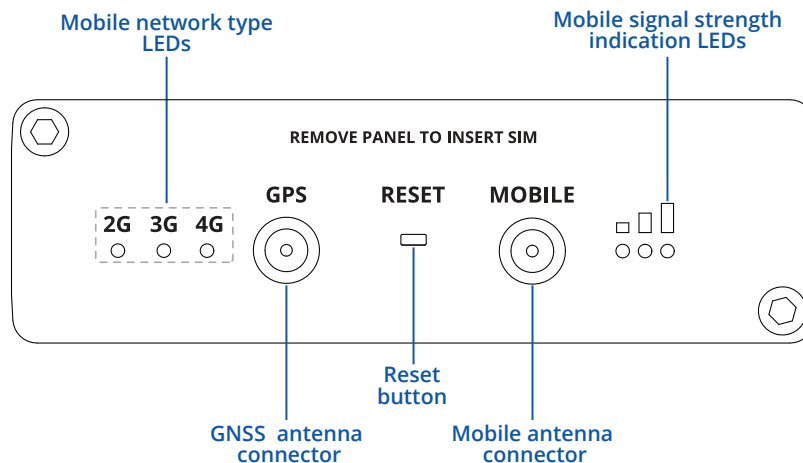 Mobile network type
LEDs
Mobile signal strength
indication LEDs
REMOVE PANEL TO INSERT SIM
GPS RESET MOBILE
2G 3G 4G
Reset
button
GNSS antenna
connector
Mobile antenna
connector